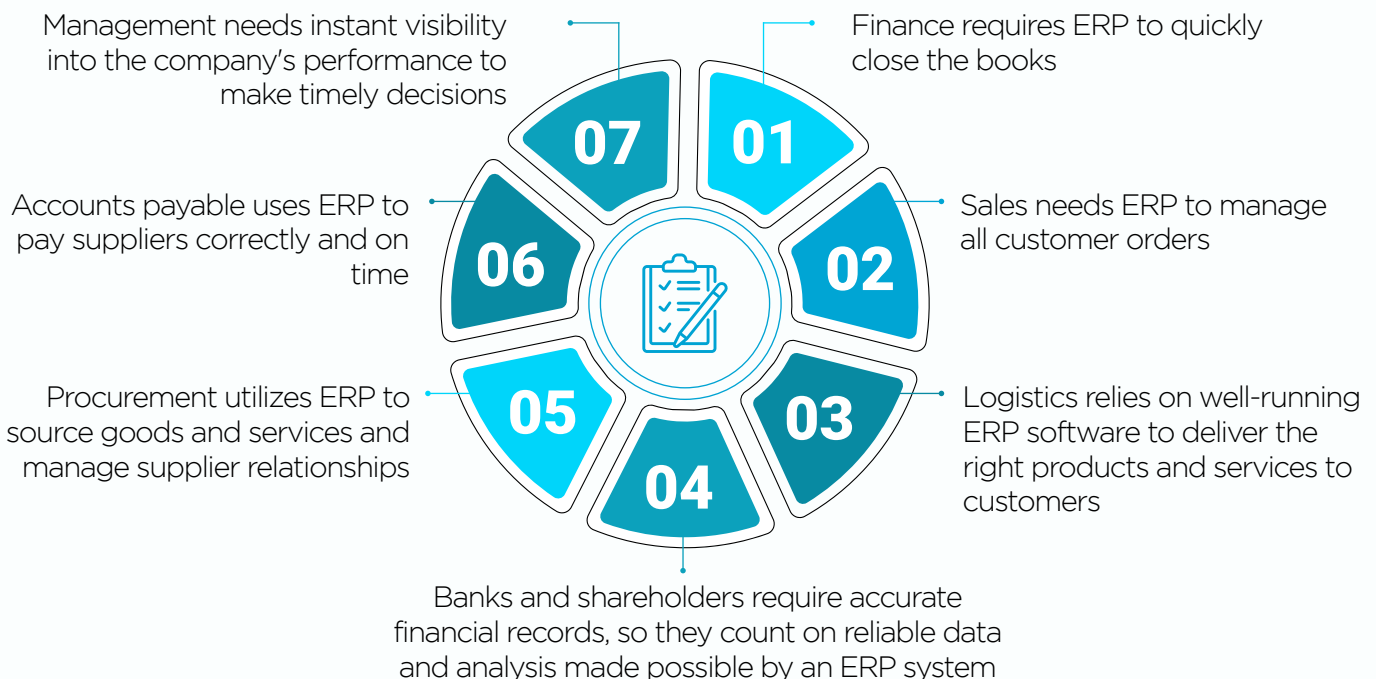 01
Finance requires ERP to quickly
close the books
02
Sales needs ERP to manage
all customer orders
03
Logistics relies on well-running
ERP software to deliver the
right products and services to
customers
04
Banks and shareholders require accurate
financial records, so they count on reliable data
and analysis made possible by an ERP system
05
Procurement utilizes ERP to
source goods and services and
manage supplier relationships
06
Accounts payable uses ERP to
pay suppliers correctly and on
time
07
Management needs instant visibility
into the company's performance to
make timely decisions